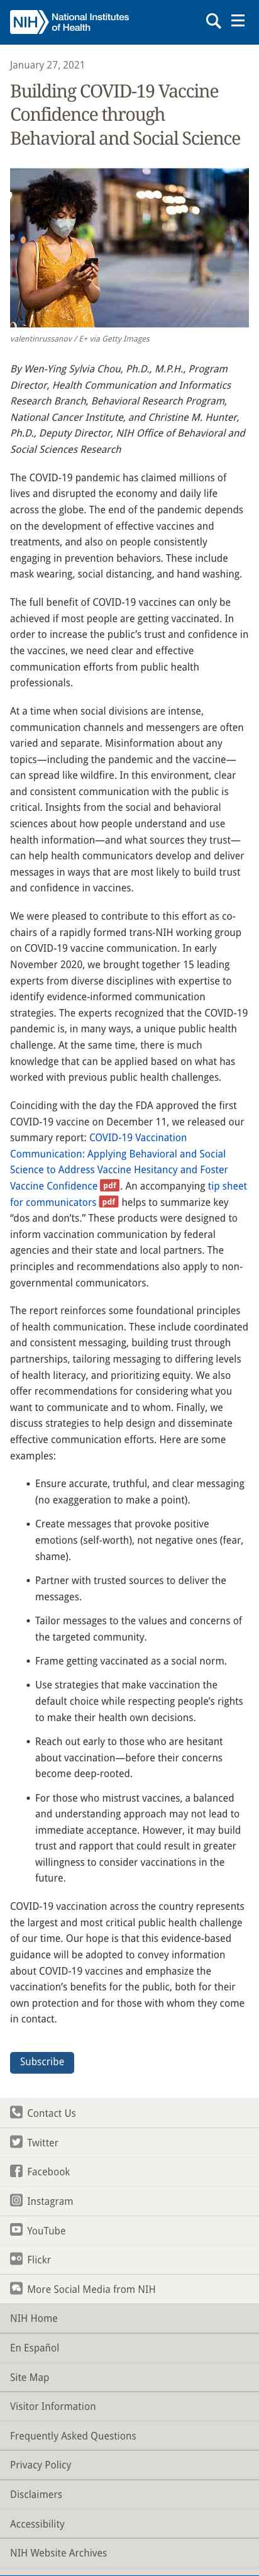 NIH National Institutes
of Health
January 27, 2021
Building COVID-19 Vaccine
Confidence through
Behavioral and Social Science
valentinrussanov / E+ via Getty Images
By Wen-Ying Sylvia Chou, Ph.D., M.P.H., Program
Director, Health Communication and Informatics
Research Branch, Behavioral Research Program,
National Cancer Institute, and Christine M. Hunter,
Ph.D., Deputy Director, NIH Office of Behavioral and
Social Sciences Research
The COVID-19 pandemic has claimed millions of
lives and disrupted the economy and daily life
across the globe. The end of the pandemic depends
on the development of effective vaccines and
treatments, and also on people consistently
engaging in prevention behaviors. These include
mask wearing, social distancing, and hand washing.
The full benefit of COVID-19 vaccines can only be
achieved if most people are getting vaccinated. In
order to increase the public’s trust and confidence in
the vaccines, we need clear and effective
communication efforts from public health
professionals.
At a time when social divisions are intense,
communication channels and messengers are often
varied and separate. Misinformation about any
topics—including the pandemic and the vaccine—
can spread like wildfire. In this environment, clear
and consistent communication with the public is
critical. Insights from the social and behavioral
sciences about how people understand and use
health information—and what sources they trust—
can help health communicators develop and deliver
messages in ways that are most likely to build trust
and confidence in vaccines.
We were pleased to contribute to this effort as co-
chairs of a rapidly formed trans-NIH working group
on COVID-19 vaccine communication. In early
November 2020, we brought together 15 leading
experts from diverse disciplines with expertise to
identify evidence-informed communication
strategies. The experts recognized that the COVID-19
pandemic is, in many ways, a unique public health
challenge. At the same time, there is much
knowledge that can be applied based on what has
worked with previous public health challenges.
Coinciding with the day the FDA approved the first
COVID-19 vaccine on December 11, we released our
summary report: COVID-19 Vaccination
Communication: Applying Behavioral and Social
Science to Address Vaccine Hesitancy and Foster
Vaccine Confidence pdf. An accompanying tip sheet
for communicators pdf helps to summarize key
“dos and don’ts.” These products were designed to
inform vaccination communication by federal
agencies and their state and local partners. The
principles and recommendations also apply to non-
governmental communicators.
The report reinforces some foundational principles
of health communication. These include coordinated
and consistent messaging, building trust through
partnerships, tailoring messaging to differing levels
of health literacy, and prioritizing equity. We also
offer recommendations for considering what you
want to communicate and to whom. Finally, we
discuss strategies to help design and disseminate
effective communication efforts. Here are some
examples:
• Ensure accurate, truthful, and clear messaging
(no exaggeration to make a point).
• Create messages that provoke positive
emotions (self-worth), not negative ones (fear,
shame).
• Partner with trusted sources to deliver the
messages.
• Tailor messages to the values and concerns of
the targeted community.
• Frame getting vaccinated as a social norm.
• Use strategies that make vaccination the
default choice while respecting people’s rights
to make their health own decisions.
• Reach out early to those who are hesitant
about vaccination—before their concerns
become deep-rooted.
• For those who mistrust vaccines, a balanced
and understanding approach may not lead to
immediate acceptance. However, it may build
trust and rapport that could result in greater
willingness to consider vaccinations in the
future.
COVID-19 vaccination across the country represents
the largest and most critical public health challenge
of our time. Our hope is that this evidence-based
guidance will be adopted to convey information
about COVID-19 vaccines and emphasize the
vaccination’s benefits for the public, both for their
own protection and for those with whom they come
in contact.
Subscribe
Contact Us
Twitter
Facebook
Instagram
YouTube
Flickr
More Social Media from NIH
NIH Home
En Español
Site Map
Visitor Information
Frequently Asked Questions
Privacy Policy
Disclaimers
Accessibility
NIH Website Archives